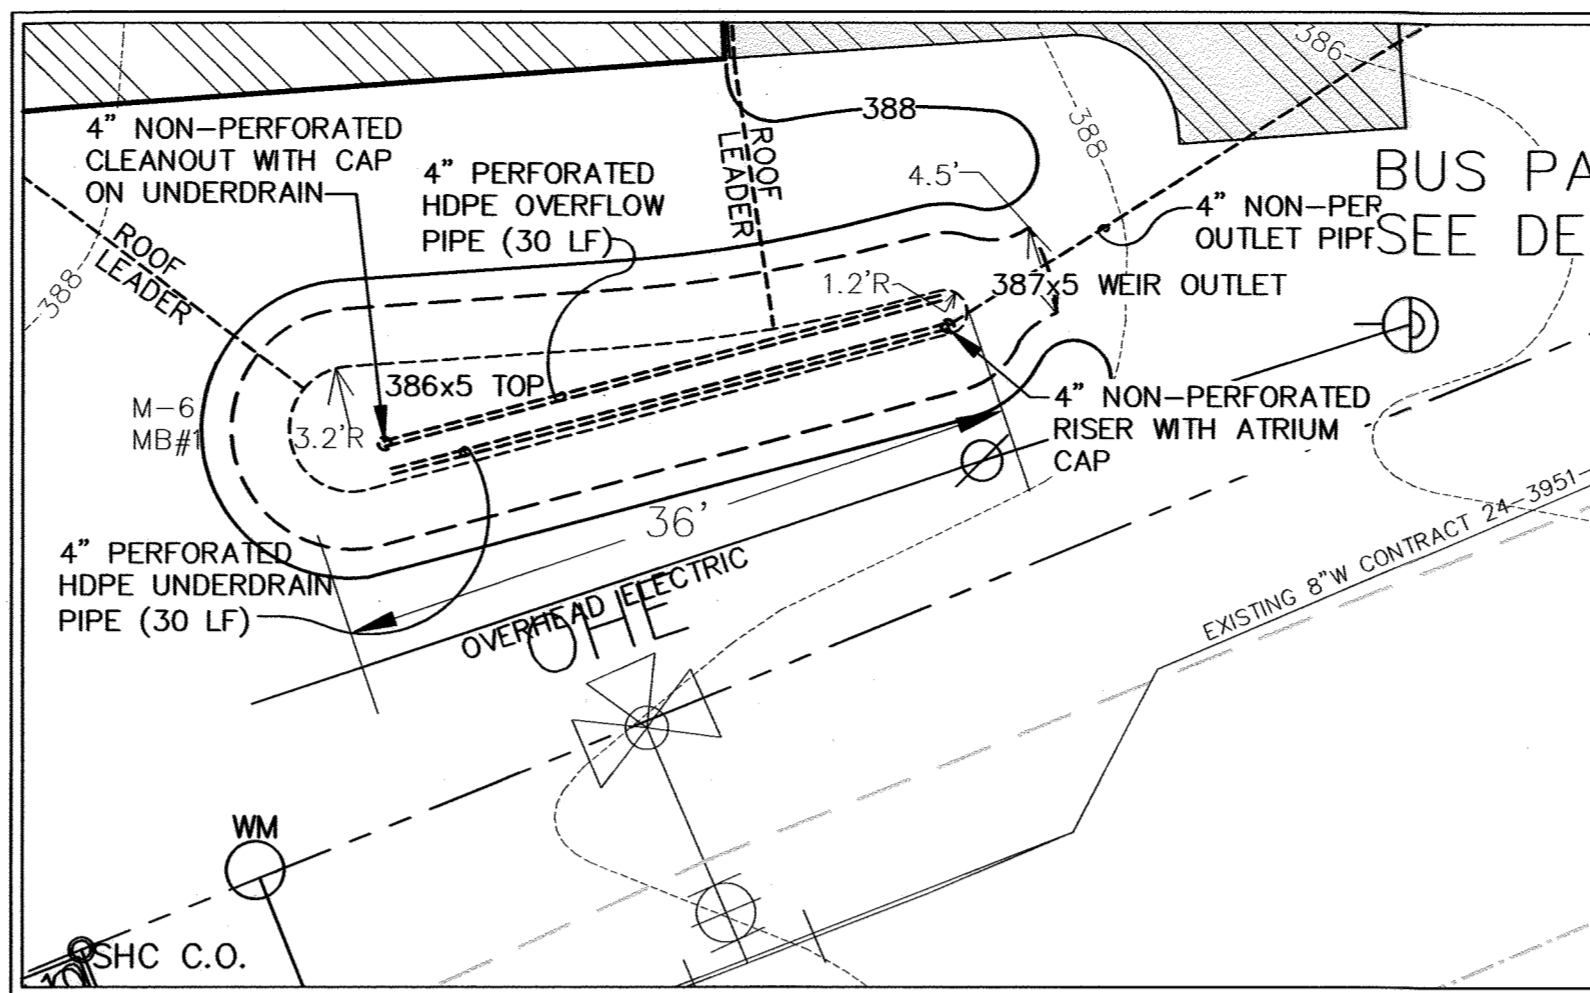 386
388
388
4" NON-PERFORATED
CLEANOUT WITH CAP
ON UNDERDRAIN
4" PERFORATED
HDPE OVERFLOW
PIPE (30 LF)
ROOF
LEADER
4.5'
BUS PA
SEE DE
4" NON-PER
OUTLET PIP
ROOF
LEADER
388
1.2'R
387x5 WEIR OUTLET
386x5 TOP
M-6
MB#1
3.2'R
4" NON-PERFORATED
RISER WITH ATRIUM
CAP
36'
4" PERFORATED
HDPE UNDERDRAIN
PIPE (30 LF)
OVERHEAD ELECTRIC
OHE
EXISTING 8"W CONTRACT 24-3951-
WM
SHC C.O.